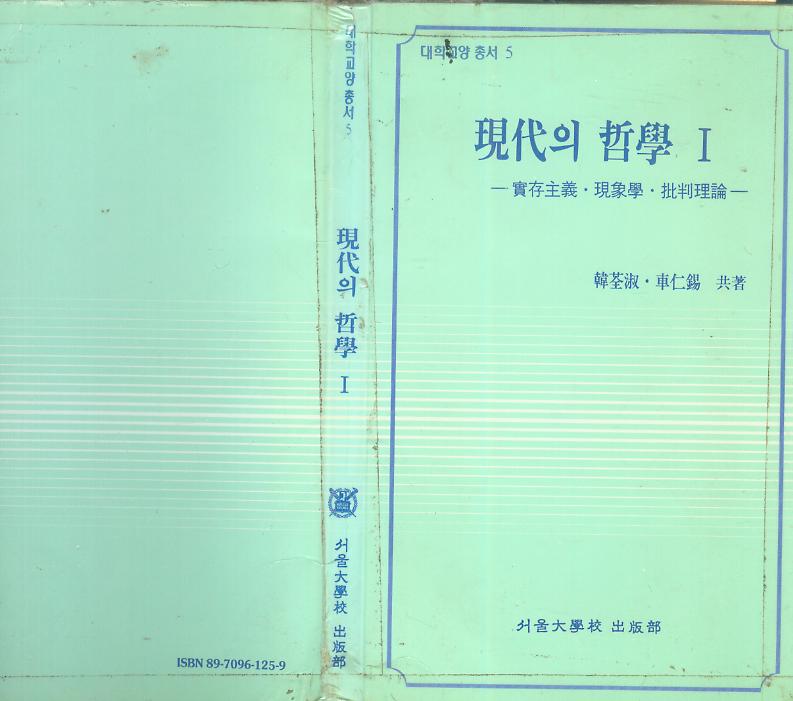 대학교양 총서 5
現代의 哲學 I
서울大學校 出版部
ISBN 89-7096-125-9
대학교양 총서 5
現代의 哲學 I
— 實存主義·現象學·批判理論 —
韓荃淑·車仁錫 共著
서울大學校 出版部